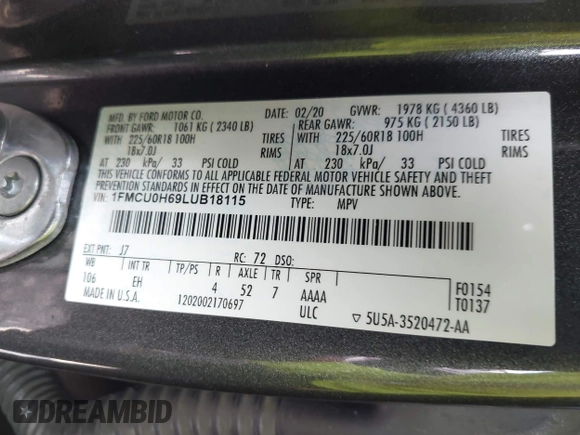 MFD. BY FORD MOTOR CO. 02/20 GVWR: 1978 KG ( 4360 LB)
FRONT GAWR: 1061 KG ( 2340 LB) REAR GAWR: 975 KG ( 2150 LB)
WITH 225/60R18 100H TIRES WITH 225/60R18 100H TIRES
18x7.0J RIMS 18x7.0J RIMS
AT 230 kPa/ 33 PSI COLD AT 230 kPa/ 33 PSI COLD
THIS VEHICLE CONFORMS TO ALL APPLICABLE FEDERAL MOTOR VEHICLE SAFETY AND THEFT
PREVENTION STANDARDS IN EFFECT ON THE DATE OF MANUFACTURE SHOWN ABOVE.
VIN: 1FMCU0H69LUB18115 TYPE: MPV
EXT PNT: J7 RC: 72 DSO:
WB INT TR TP/PS R AXLE TR SPR
106 EH 4 52 7 AAAA F0154
MADE IN U.S.A. ULC T0137
1202002170697 5U5A-3520472-AA
DREAMBID